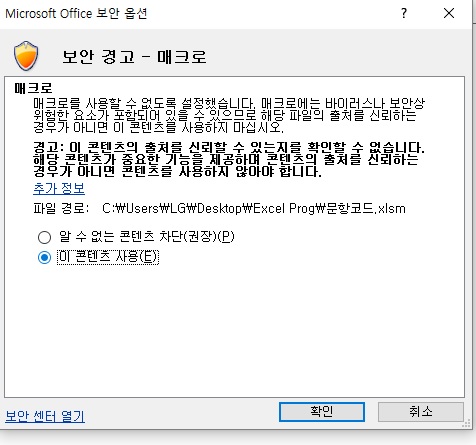 Microsoft Office 보안 옵션
?
보안 경고 - 매크로
매크로
매크로를 사용할 수 없도록 설정했습니다. 매크로에는 바이러스나 보안상
위험한 요소가 포함되어 있을 수 있으므로 해당 파일의 출처를 신뢰하는
경우가 아니면 이 콘텐츠를 사용하지 마십시오.
경고: 이 콘텐츠의 출처를 신뢰할 수 있는지를 확인할 수 없습니다.
해당 콘텐츠가 중요한 기능을 제공하며 콘텐츠의 출처를 신뢰하는
경우가 아니면 콘텐츠를 사용하지 않아야 합니다.
추가 정보
파일 경로: C:₩Users₩LG₩Desktop₩Excel Prog₩문항코드.xlsm
알 수 없는 콘텐츠 차단(권장)(P)
이 콘텐츠 사용(E)
보안 센터 열기
확인
취소